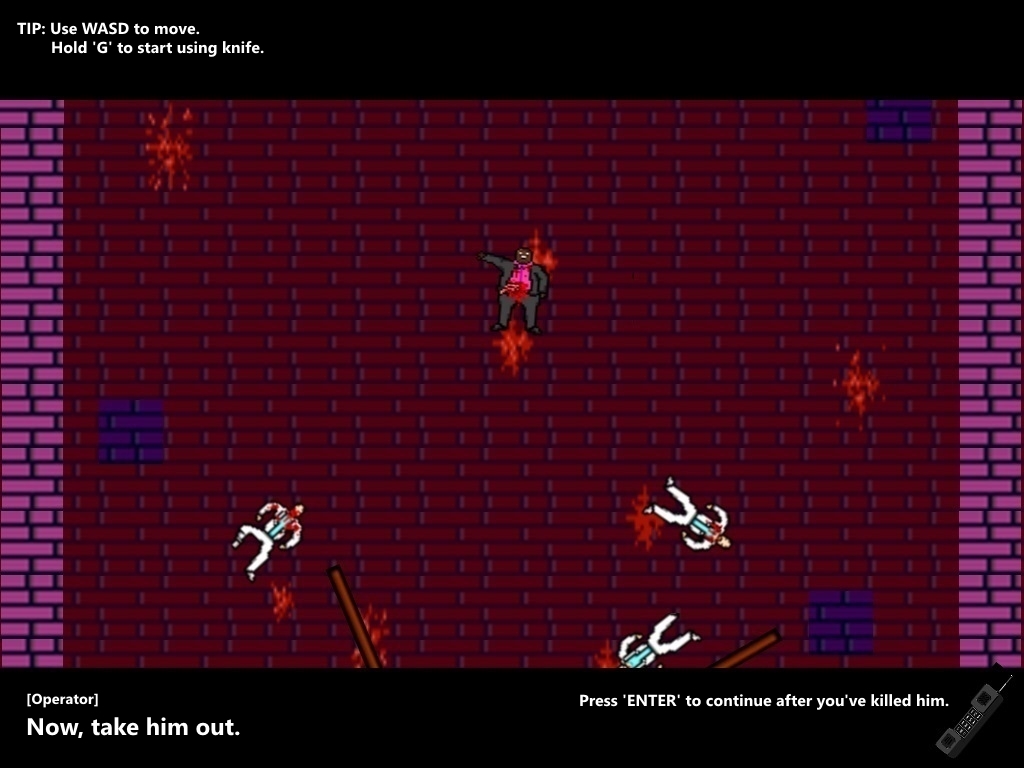 TIP: Use WASD to move.
Hold 'G' to start using knife.
[Operator]
Now, take him out.
Press 'ENTER' to continue after you've killed him.